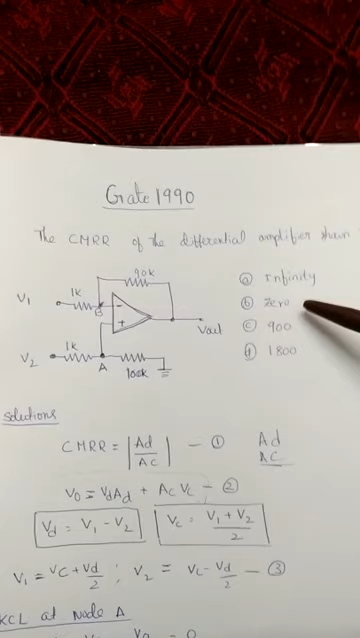 Gate 1990
The CMRR of the differential amplifier shown
90k
1k
V1
B
-
+
Vout
1k
V2
A
100k
ⓐ Infinity
ⓑ Zero
ⓒ 900
ⓓ 1800
Solutions
CMRR = |Ad/Ac| — ①
Ad
AC
V0 = VdAd + Ac Vc — ②
Vd = V1 - V2
Vc = V1 + V2 / 2
V1 = VC + Vd/2 ; V2 = Vc - Vd/2 — ③
KCL at Node A